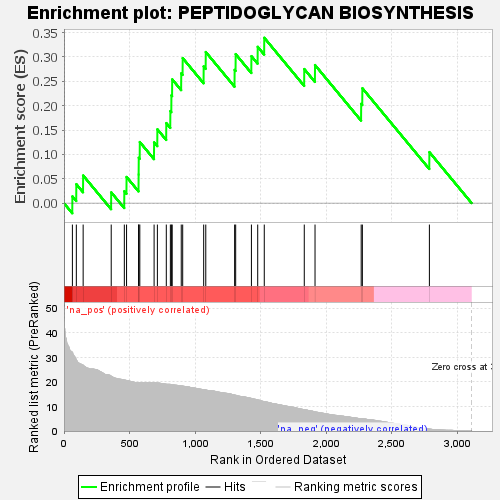 Enrichment plot: PEPTIDOGLYCAN BIOSYNTHESIS
Enrichment score (ES)
0.35
0.30
0.25
0.20
0.15
0.10
0.05
0.00
'na_pos' (positively correlated)
Ranked list metric (PreRanked)
50
40
30
20
10
0
Zero cross at 3
'na_neg' (negatively correlated)
0
500
1,000
1,500
2,000
2,500
3,000
Rank in Ordered Dataset
Enrichment profile
Hits
Ranking metric scores